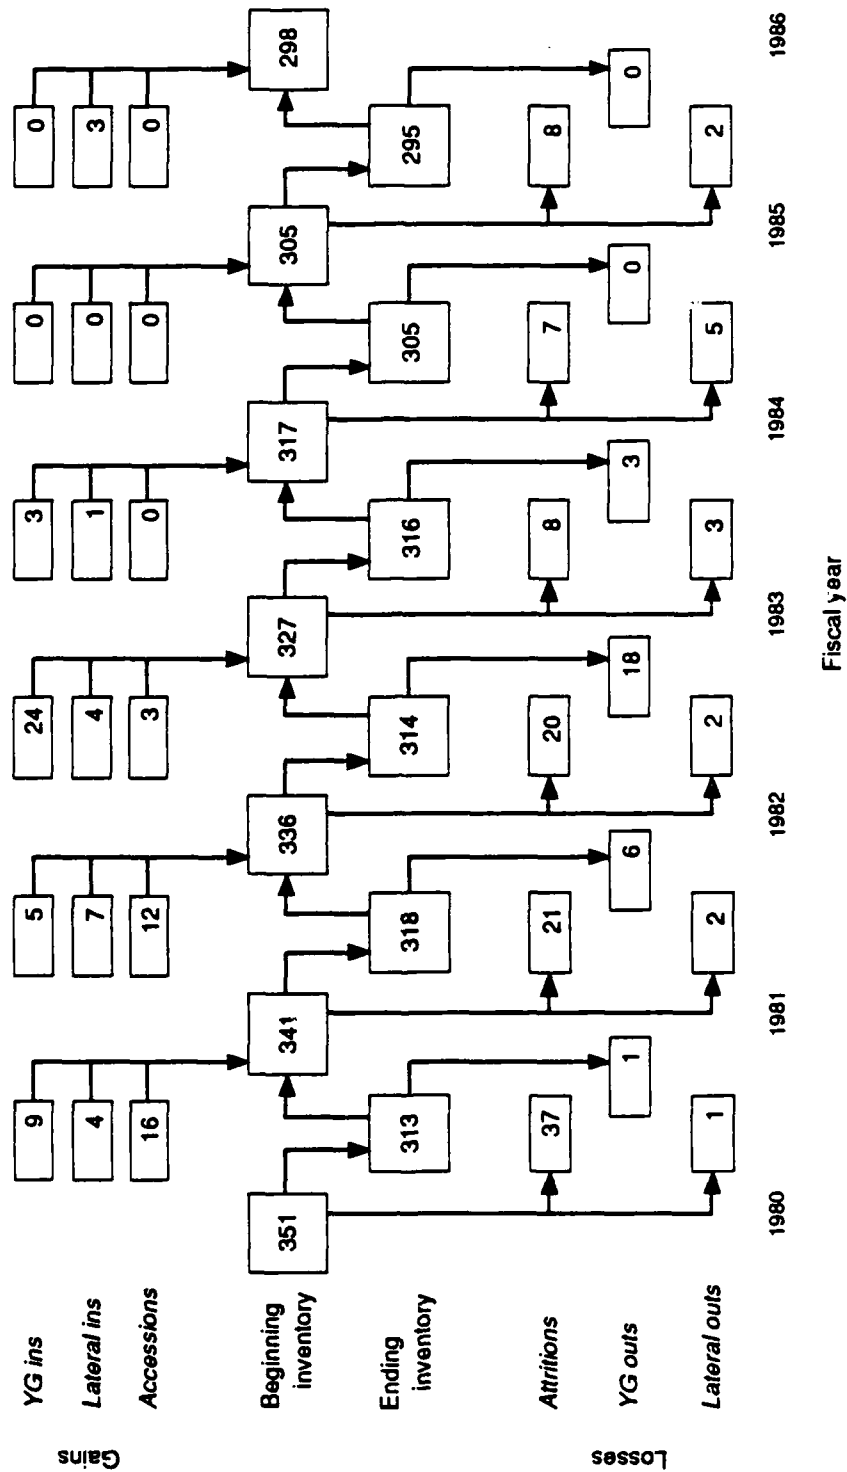 Gains
YG ins 9 5 24 3 0 0
Lateral ins 4 7 4 1 0 3
Accessions 16 12 3 0 0 0
Beginning
inventory
351 341 336 327 317 305 298
Ending
inventory
313 318 314 316 305 295
Losses
Attritions 37 21 20 8 7 8
YG outs 1 6 18 3 0 0
Lateral outs 1 2 2 3 5 2
1980 1981 1982 1983 1984 1985 1986
Fiscal year